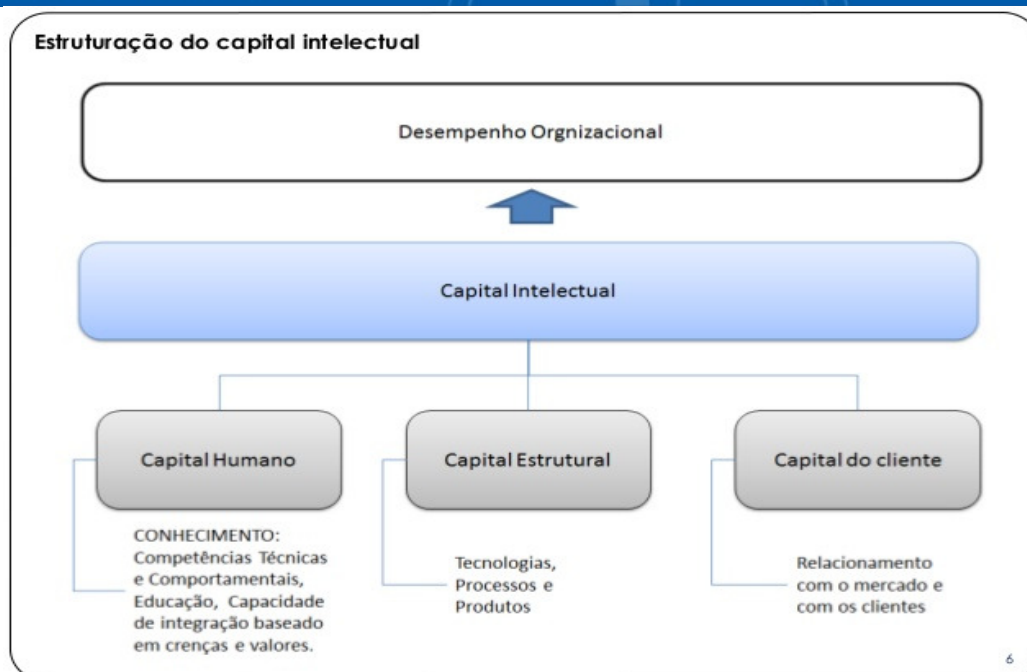 Estruturação do capital intelectual
Desempenho Orgnizacional
Capital Intelectual
Capital Humano
CONHECIMENTO:
Competências Técnicas
e Comportamentais,
Educação, Capacidade
de integração baseado
em crenças e valores.
Capital Estrutural
Tecnologias,
Processos e
Produtos
Capital do cliente
Relacionamento
com o mercado e
com os clientes
6